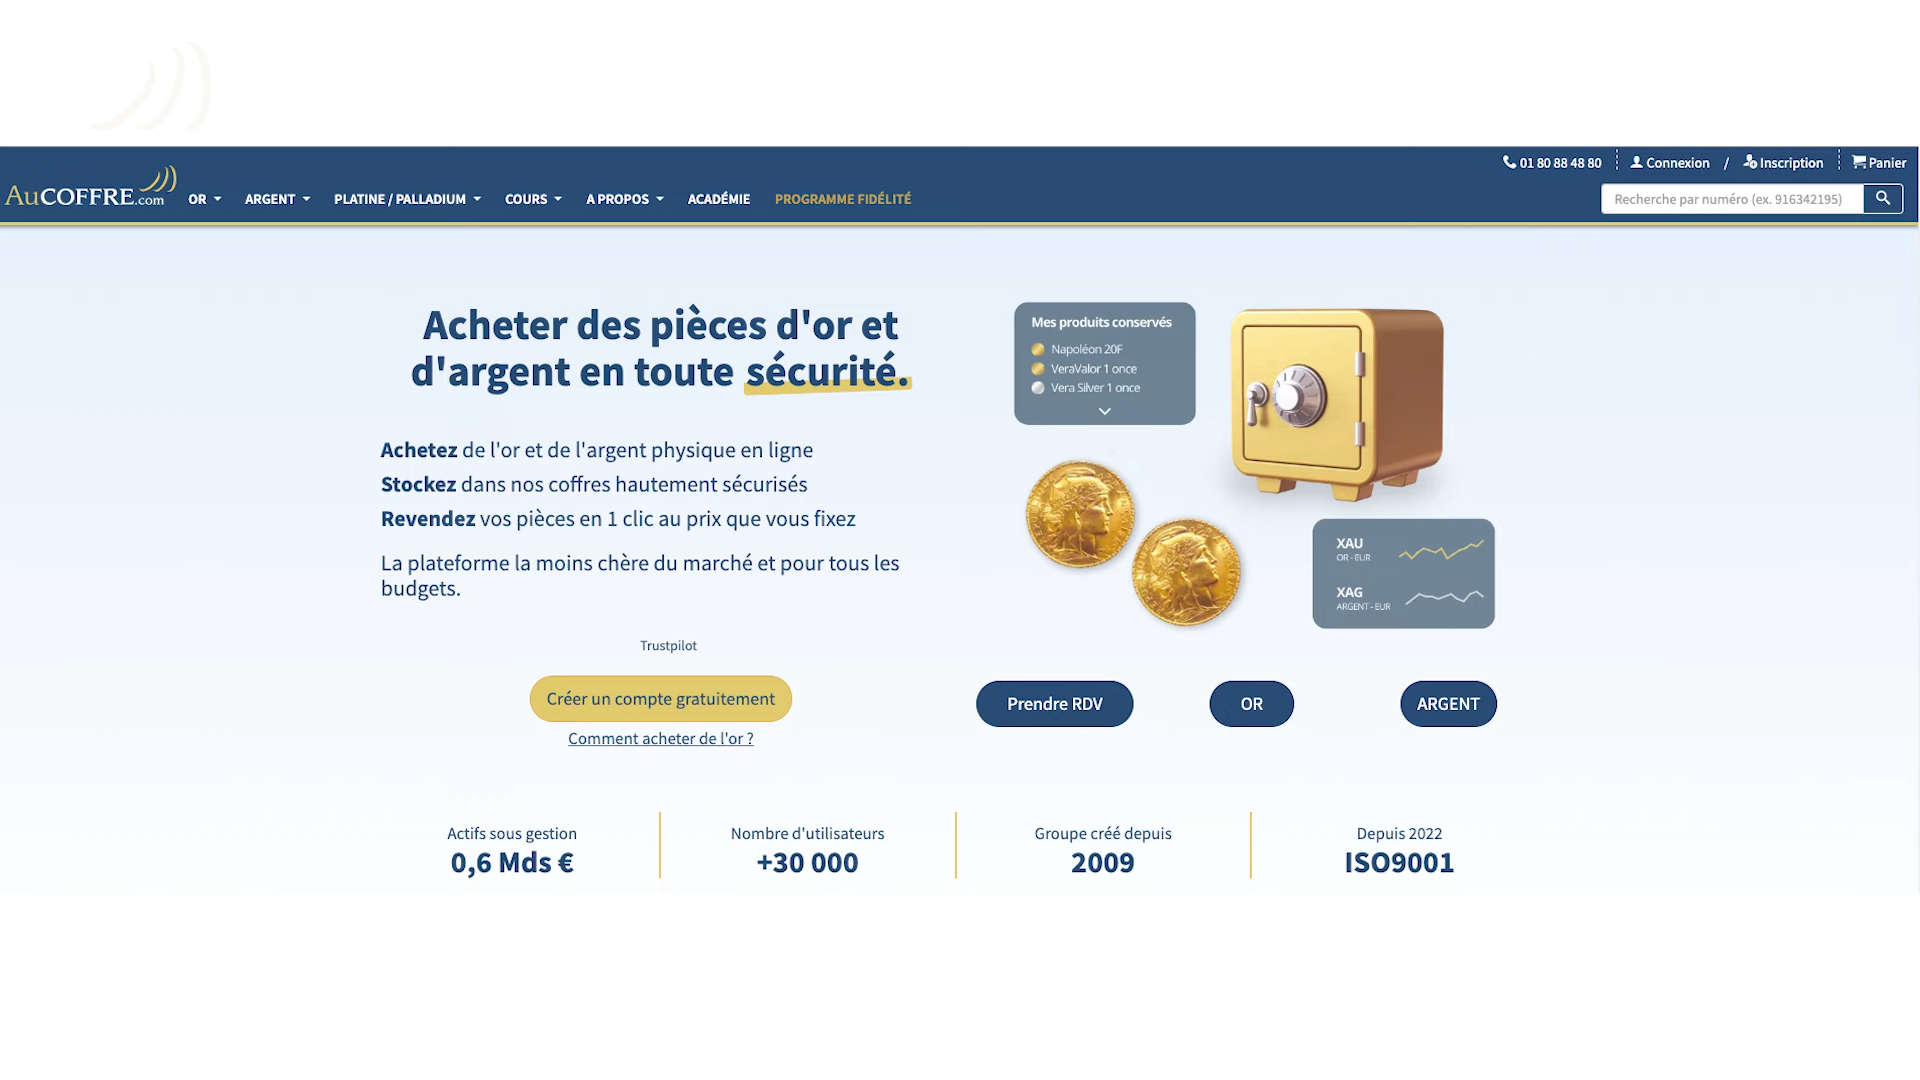 01 80 88 48 80
Connexion / Inscription
Panier
AuCOFFRE.com
OR
ARGENT
PLATINE / PALLADIUM
COURS
A PROPOS
ACADÉMIE
PROGRAMME FIDÉLITÉ
Recherche par numéro (ex. 916342195)
Acheter des pièces d'or et
d'argent en toute sécurité.
Achetez de l'or et de l'argent physique en ligne
Stockez dans nos coffres hautement sécurisés
Revendez vos pièces en 1 clic au prix que vous fixez
La plateforme la moins chère du marché et pour tous les
budgets.
Trustpilot
Créer un compte gratuitement
Comment acheter de l'or ?
Mes produits conservés
Napoléon 20F
VeraValor 1 once
Vera Silver 1 once
XAU
OR - EUR
XAG
ARGENT - EUR
Prendre RDV
OR
ARGENT
Actifs sous gestion
0,6 Mds €
Nombre d'utilisateurs
+30 000
Groupe créé depuis
2009
Depuis 2022
ISO9001